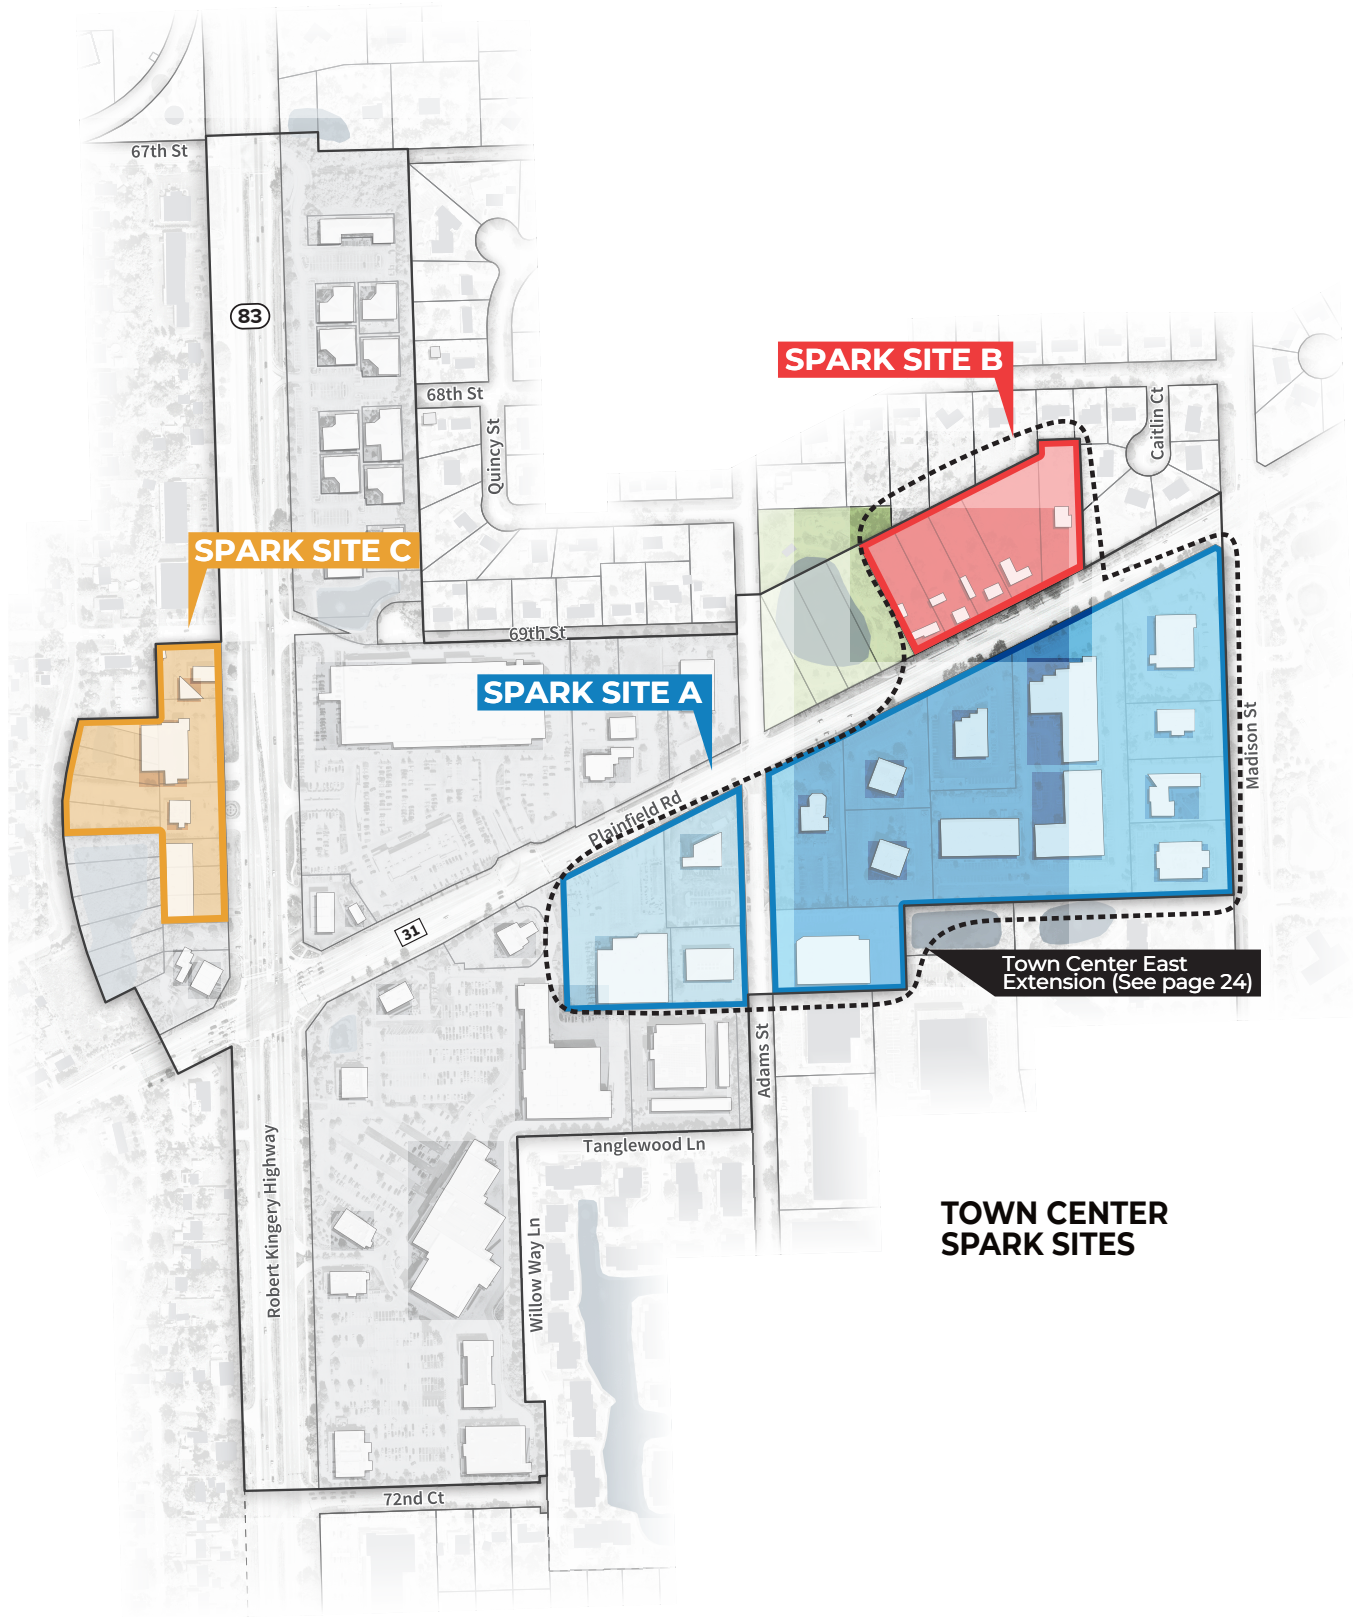 67th St
83
SPARK SITE B
68th St
Caitlin Ct
Quincy St
SPARK SITE C
69th St
SPARK SITE A
Madison St
Plainfield Rd
31
Town Center East
Extension (See page 24)
Adams St
Tanglewood Ln
Robert Kingery Highway
Willow Way Ln
TOWN CENTER
SPARK SITES
72nd Ct